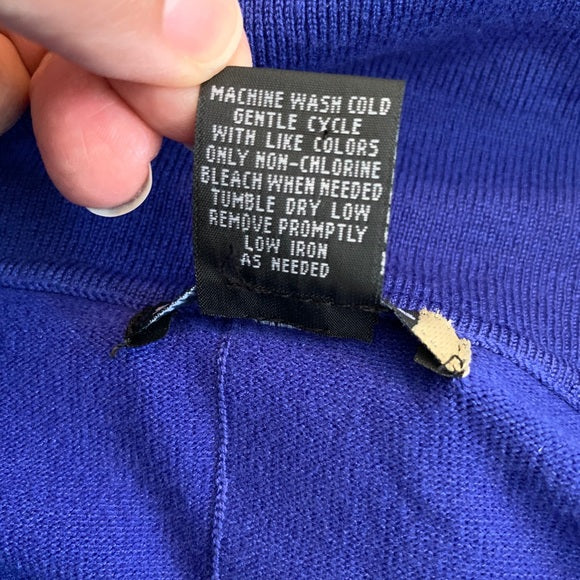 MACHINE WASH COLD
GENTLE CYCLE
WITH LIKE COLORS
ONLY NON-CHLORINE
BLEACH WHEN NEEDED
TUMBLE DRY LOW
REMOVE PROMPTLY
LOW IRON
AS NEEDED